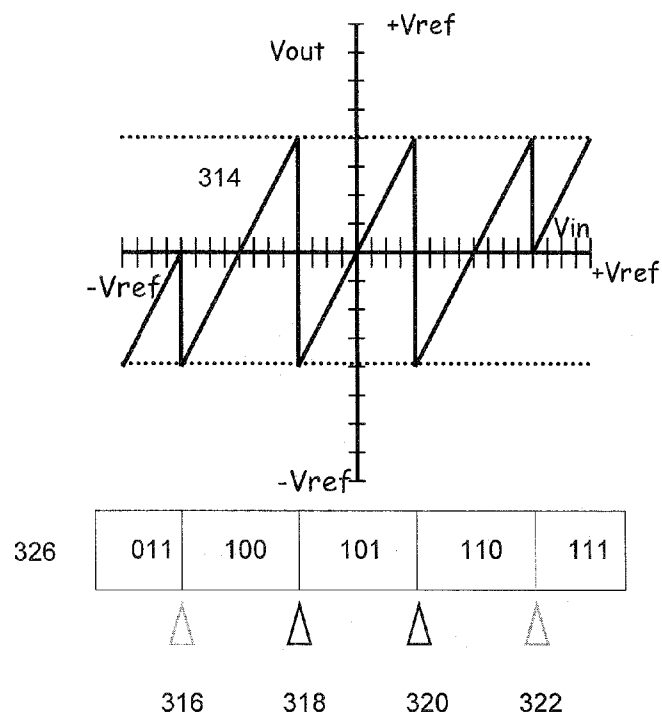 +Vref
Vout
314
Vin
-Vref
+Vref
-Vref
326 011 100 101 110 111
316 318 320 322